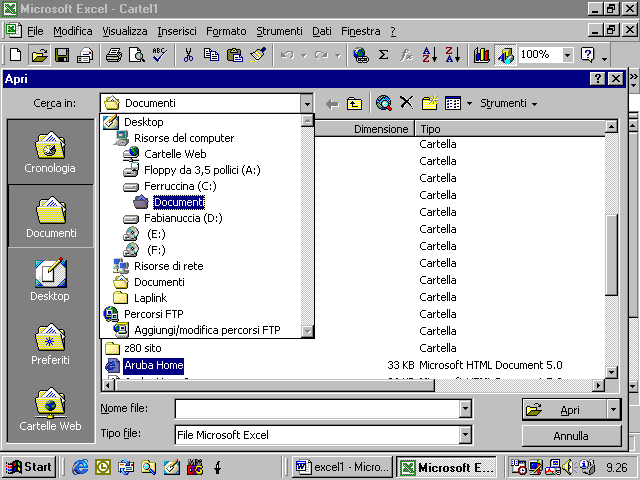 Microsoft Excel - Cartel1
File Modifica Visualizza Inserisci Formato Strumenti Dati Finestra ?
100%
Apri
Cerca in: Documenti Strumenti
Desktop Dimensione Tipo
Risorse del computer Cartella
Cartelle Web Cartella
Floppy da 3,5 pollici (A:) Cartella
Cronologia
Ferruccina (C:) Cartella
Documenti Cartella
Fabianuccia (D:) Cartella
Documenti
(E:) Cartella
(F:) Cartella
Risorse di rete Cartella
Documenti Cartella
Desktop
Laplink Cartella
Percorsi FTP Cartella
Aggiungi/modifica percorsi FTP Cartella
z80 sito Cartella
Preferiti
Aruba Home 33 KB Microsoft HTML Document 5.0
Nome file: Apri
Cartelle Web
Tipo file: File Microsoft Excel Annulla
Start excel1 - Micro... Microsoft E... 9.26